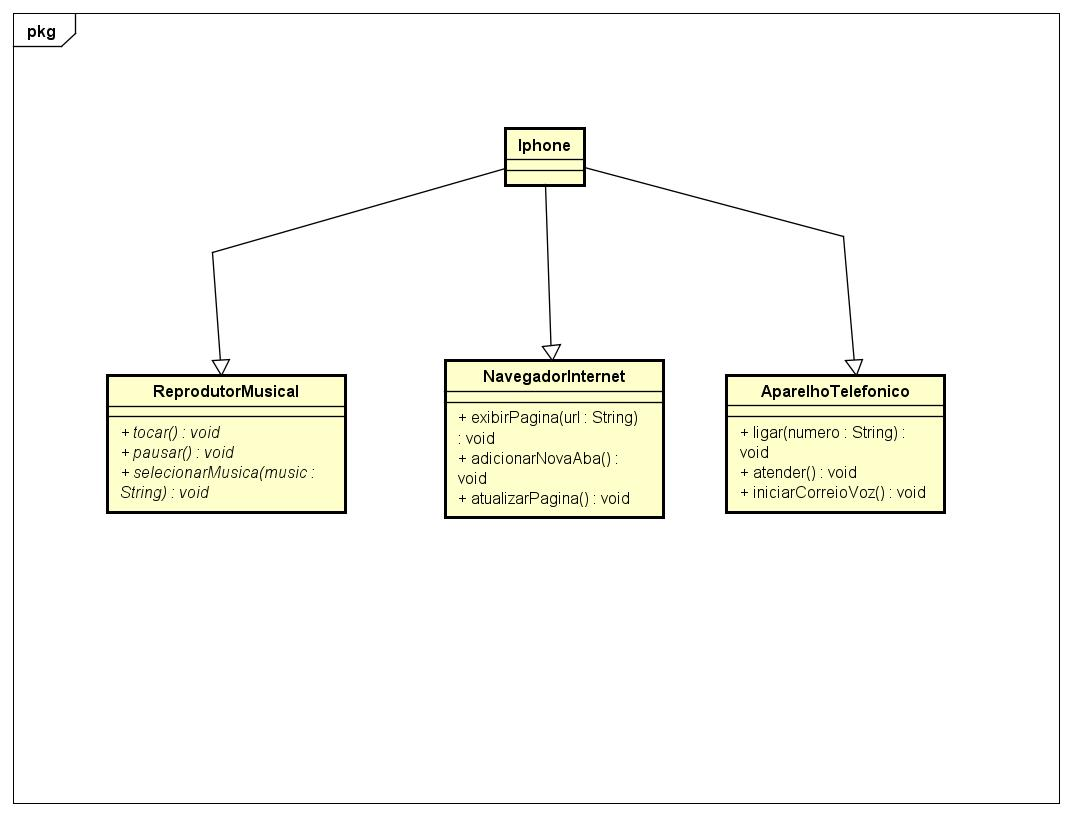 pkg
Iphone
ReprodutorMusical
+ tocar() : void
+ pausar() : void
+ selecionarMusica(music :
String) : void
NavegadorInternet
+ exibirPagina(url : String)
: void
+ adicionarNovaAba() :
void
+ atualizarPagina() : void
AparelhoTelefonico
+ ligar(numero : String) :
void
+ atender() : void
+ iniciarCorreioVoz() : void